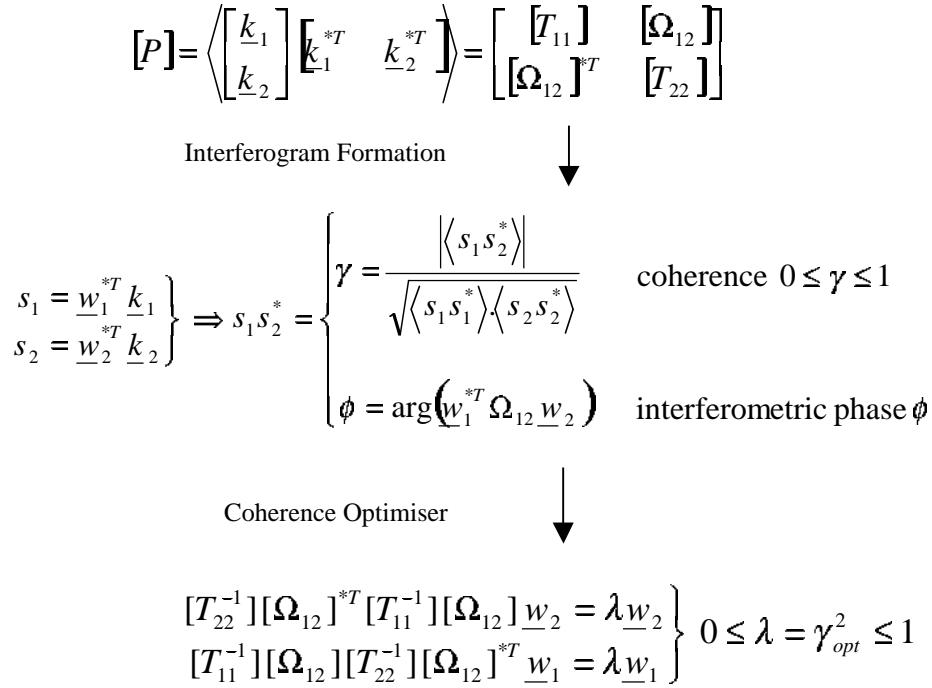 [P] = ⟨[k₁ k₂] [k₁*ᵀ k₂*ᵀ]⟩ = [[T₁₁] [Ω₁₂] [Ω₁₂]*ᵀ [T₂₂]]
Interferogram Formation
s₁ = w₁*ᵀ k₁
s₂ = w₂*ᵀ k₂
} ⇒ s₁s₂* = {
γ = |⟨s₁s₂*⟩| / √(⟨s₁s₁*⟩.⟨s₂s₂*⟩) coherence 0 ≤ γ ≤ 1
ϕ = arg(w₁*ᵀ Ω₁₂ w₂) interferometric phase ϕ
Coherence Optimiser
[T₂₂⁻¹][Ω₁₂]*ᵀ[T₁₁⁻¹][Ω₁₂] w₂ = λw₂
[T₁₁⁻¹][Ω₁₂][T₂₂⁻¹][Ω₁₂]*ᵀ w₁ = λw₁
} 0 ≤ λ = γ²opt ≤ 1